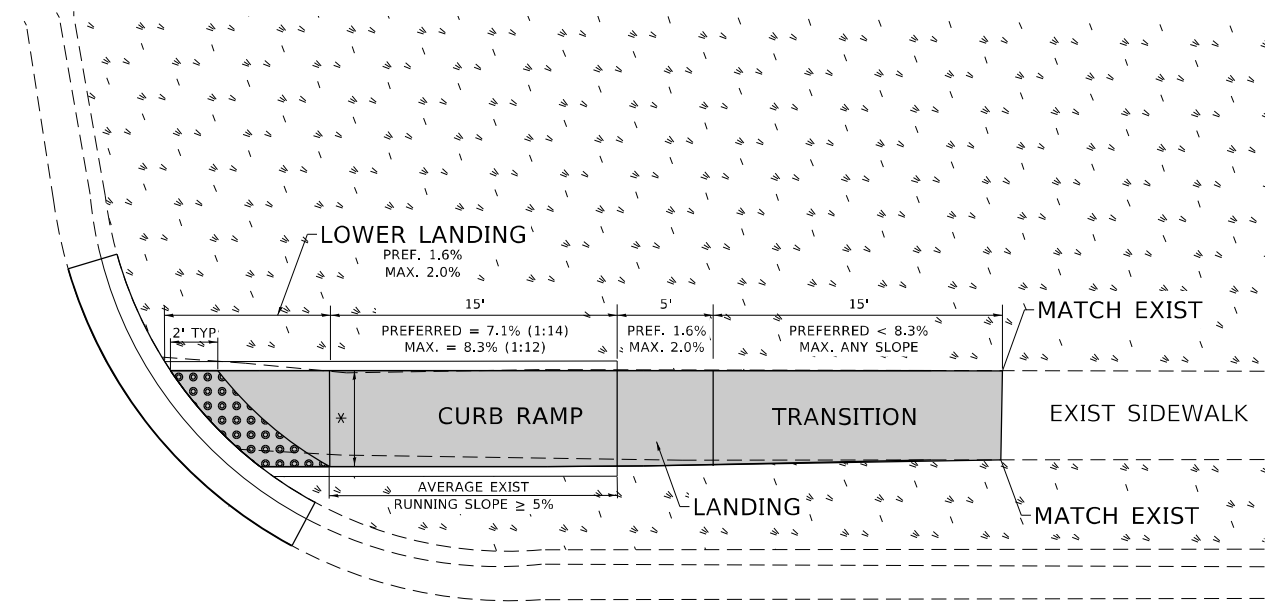 LOWER LANDING
PREF. 1.6%
MAX. 2.0%
15'
5'
15'
MATCH EXIST
2' TYP
PREFERRED = 7.1% (1:14)
MAX. = 8.3% (1:12)
PREF. 1.6%
MAX. 2.0%
PREFERRED < 8.3%
MAX. ANY SLOPE
*
CURB RAMP
TRANSITION
EXIST SIDEWALK
AVERAGE EXIST
RUNNING SLOPE ≥ 5%
LANDING
MATCH EXIST